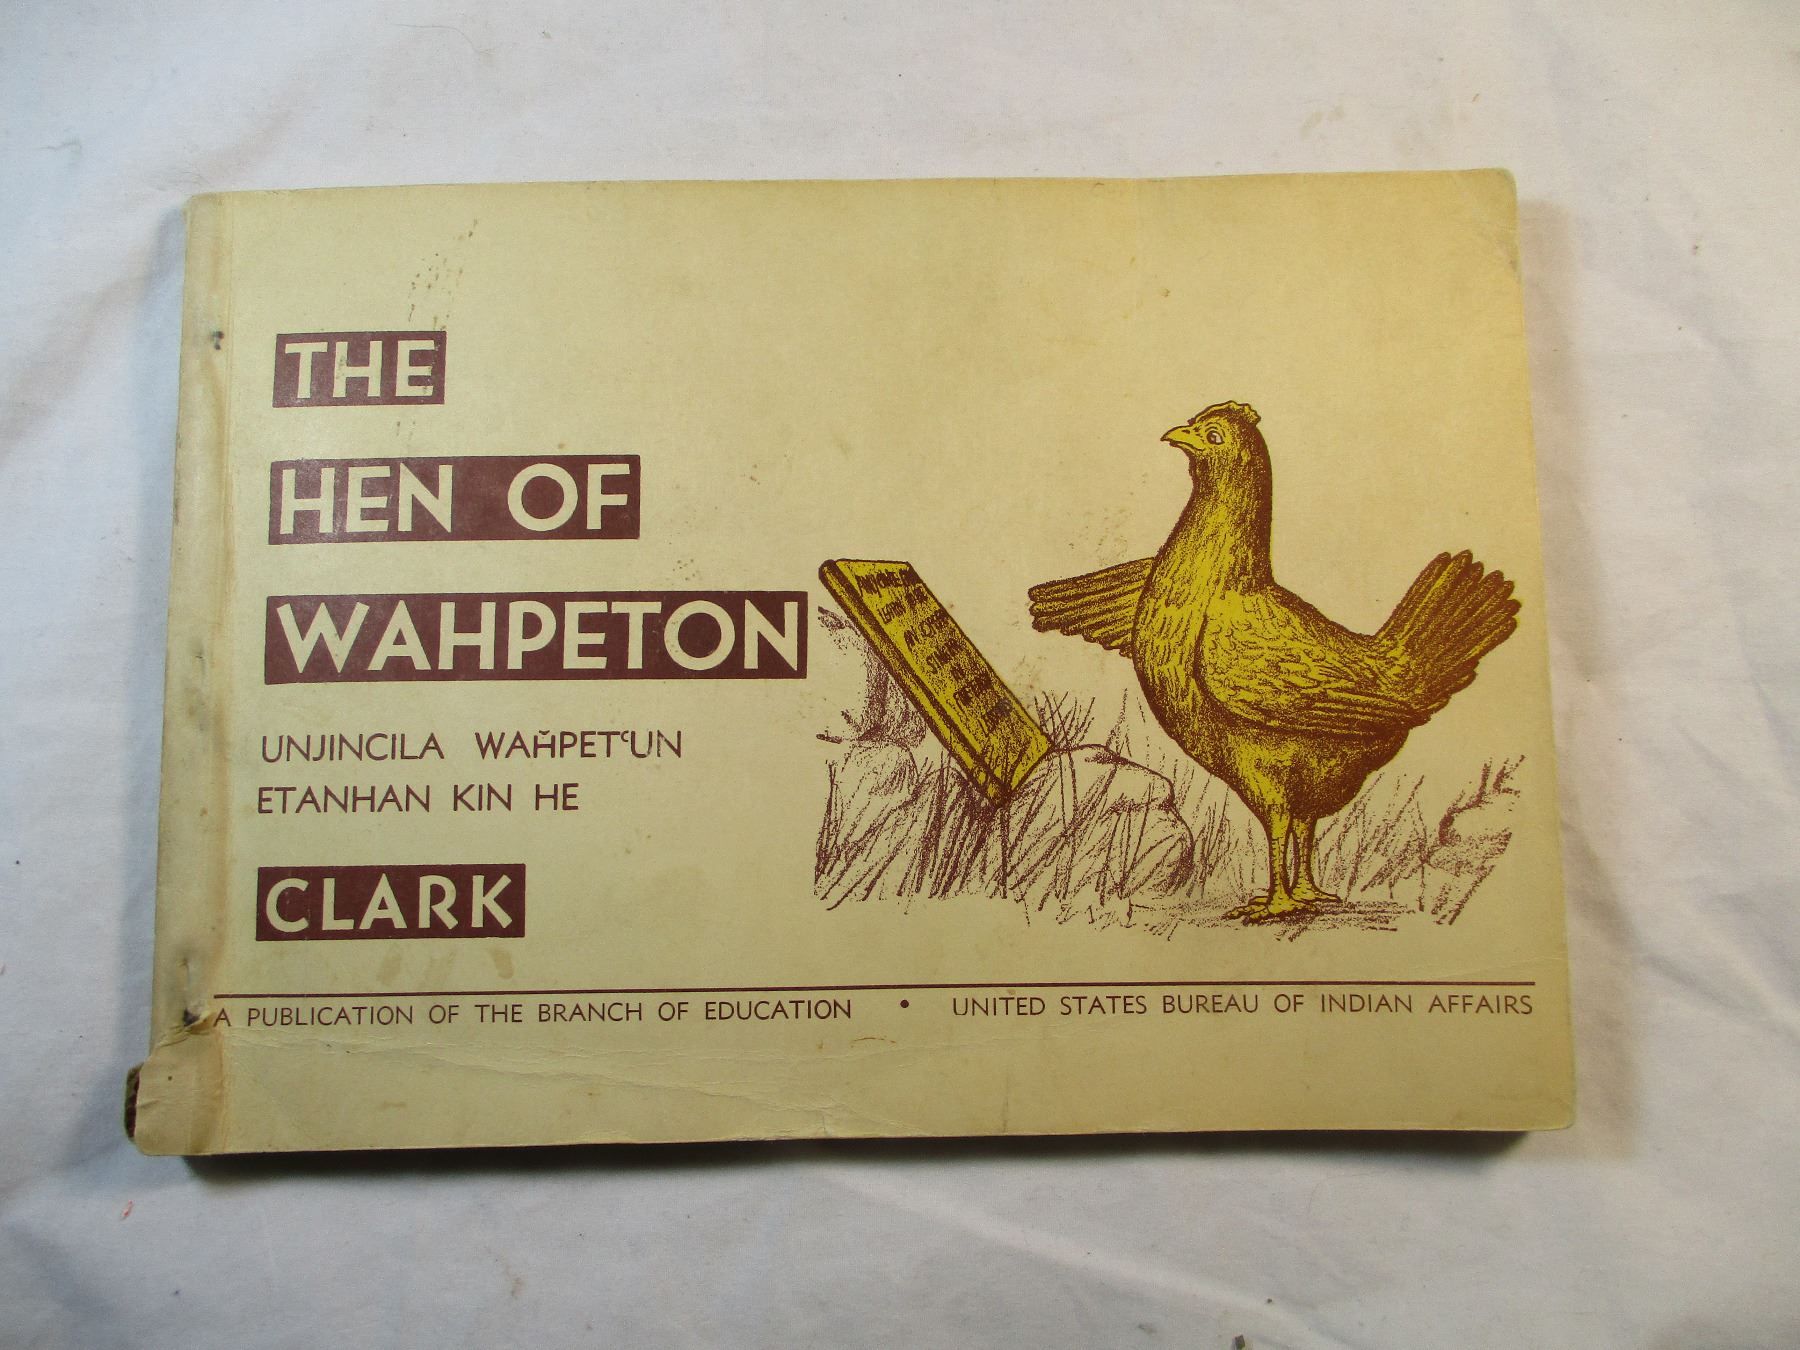 THE
HEN OF
WAHPETON
UNJINCILA WAȞPETʿUN
ETANHAN KIN HE
CLARK
A PUBLICATION OF THE BRANCH OF EDUCATION • UNITED STATES BUREAU OF INDIAN AFFAIRS